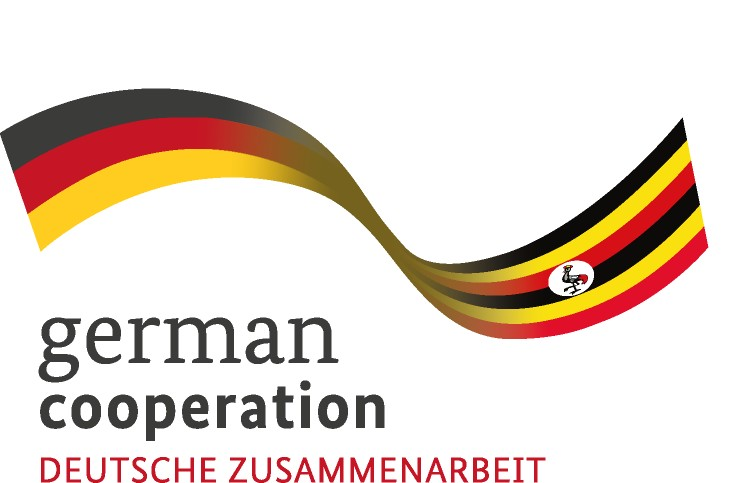 german
cooperation
DEUTSCHE ZUSAMMENARBEIT